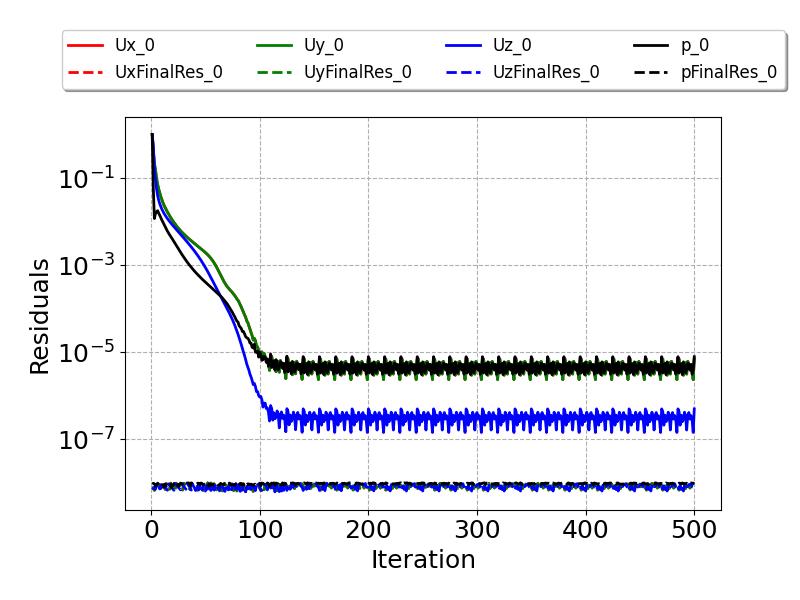 Ux_0 Uy_0 Uz_0 p_0
UxFinalRes_0 UyFinalRes_0 UzFinalRes_0 pFinalRes_0
10⁻¹
10⁻³
10⁻⁵
10⁻⁷
Residuals
0 100 200 300 400 500
Iteration